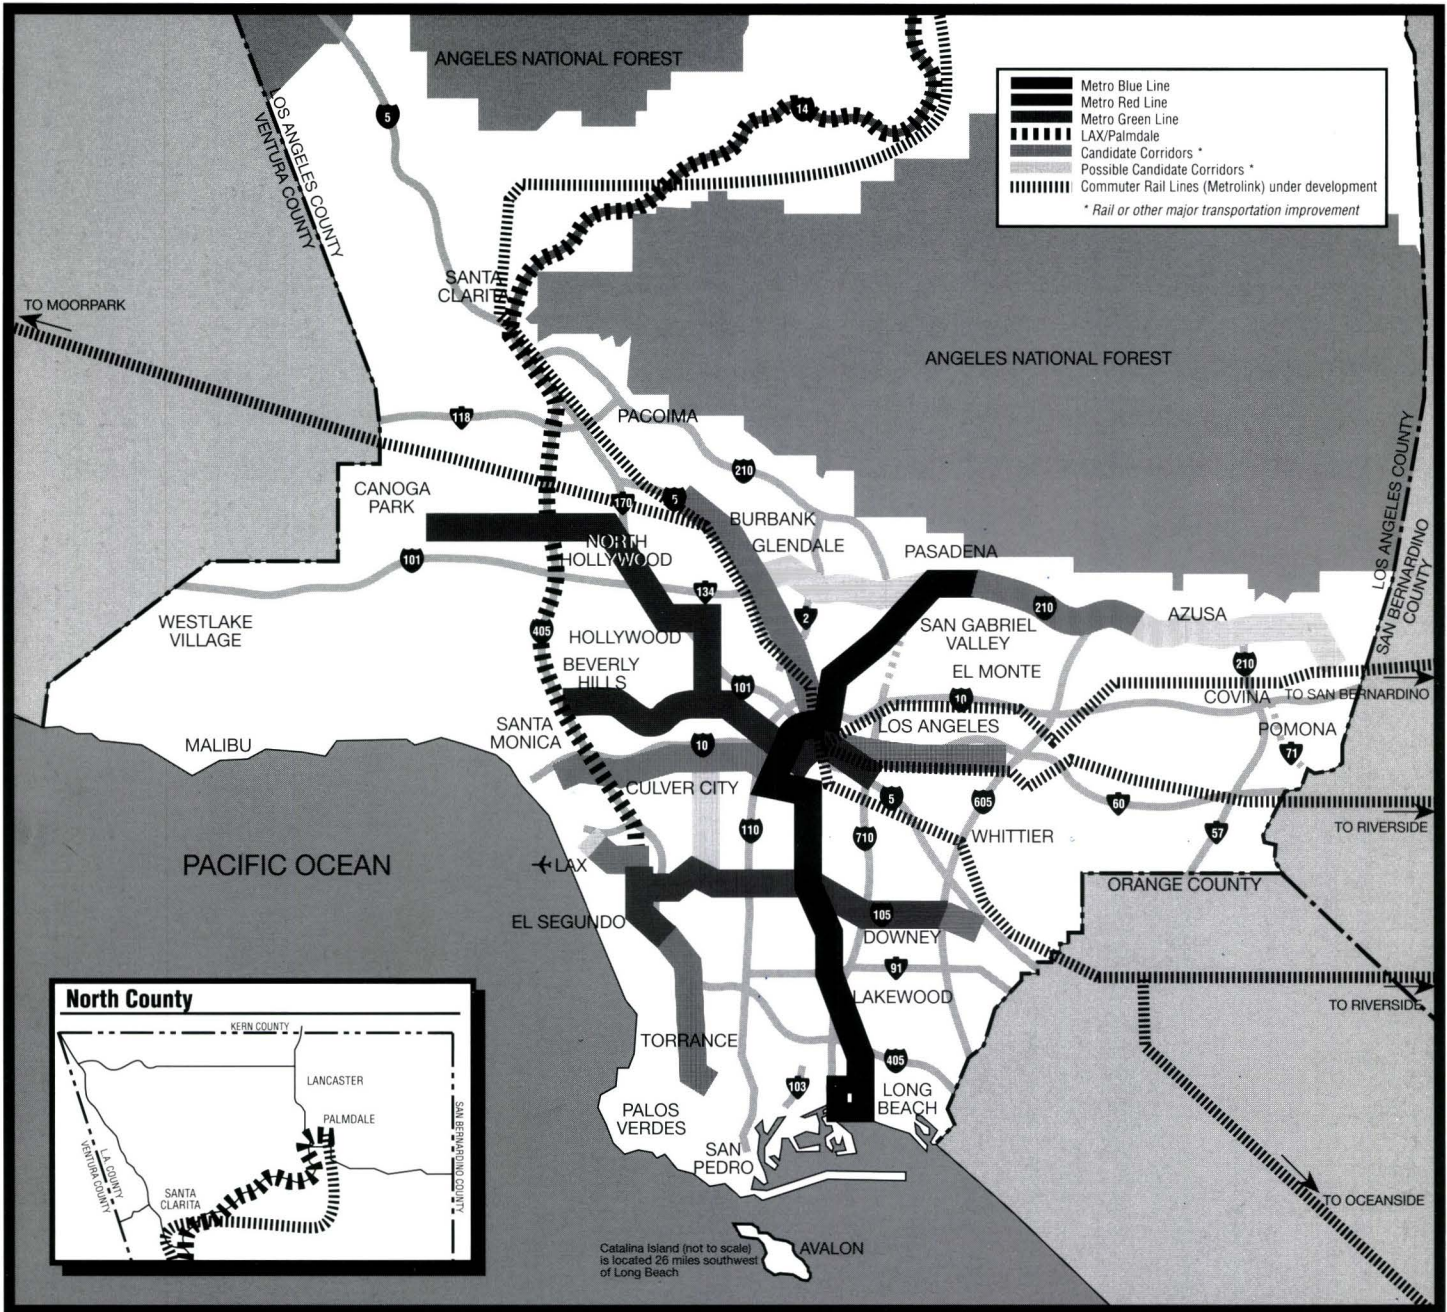 ANGELES NATIONAL FOREST
5
14
Metro Blue Line
Metro Red Line
Metro Green Line
LAX/Palmdale
Candidate Corridors *
Possible Candidate Corridors *
Commuter Rail Lines (Metrolink) under development
* Rail or other major transportation improvement
LOS ANGELES COUNTY
VENTURA COUNTY
SANTA
CLARITA
TO MOORPARK
ANGELES NATIONAL FOREST
118
PACOIMA
210
LOS ANGELES COUNTY
SAN BERNARDINO
COUNTY
CANOGA
PARK
170
5
BURBANK
GLENDALE
NORTH
HOLLYWOOD
101
PASADENA
134
2
210
AZUSA
WESTLAKE
VILLAGE
405
HOLLYWOOD
SAN GABRIEL
VALLEY
BEVERLY
HILLS
EL MONTE
210
101
10
COVINA
TO SAN BERNARDINO
SANTA
MONICA
LOS ANGELES
POMONA
MALIBU
10
71
CULVER CITY
5
605
60
110
710
WHITTIER
57
TO RIVERSIDE
PACIFIC OCEAN
LAX
ORANGE COUNTY
EL SEGUNDO
105
DOWNEY
91
LAKEWOOD
TO RIVERSIDE
TORRANCE
405
103
LONG
BEACH
PALOS
VERDES
SAN
PEDRO
TO OCEANSIDE
AVALON
Catalina Island (not to scale)
is located 26 miles southwest
of Long Beach
North County
KERN COUNTY
LANCASTER
PALMDALE
SAN BERNARDINO COUNTY
L.A. COUNTY
VENTURA COUNTY
SANTA
CLARITA